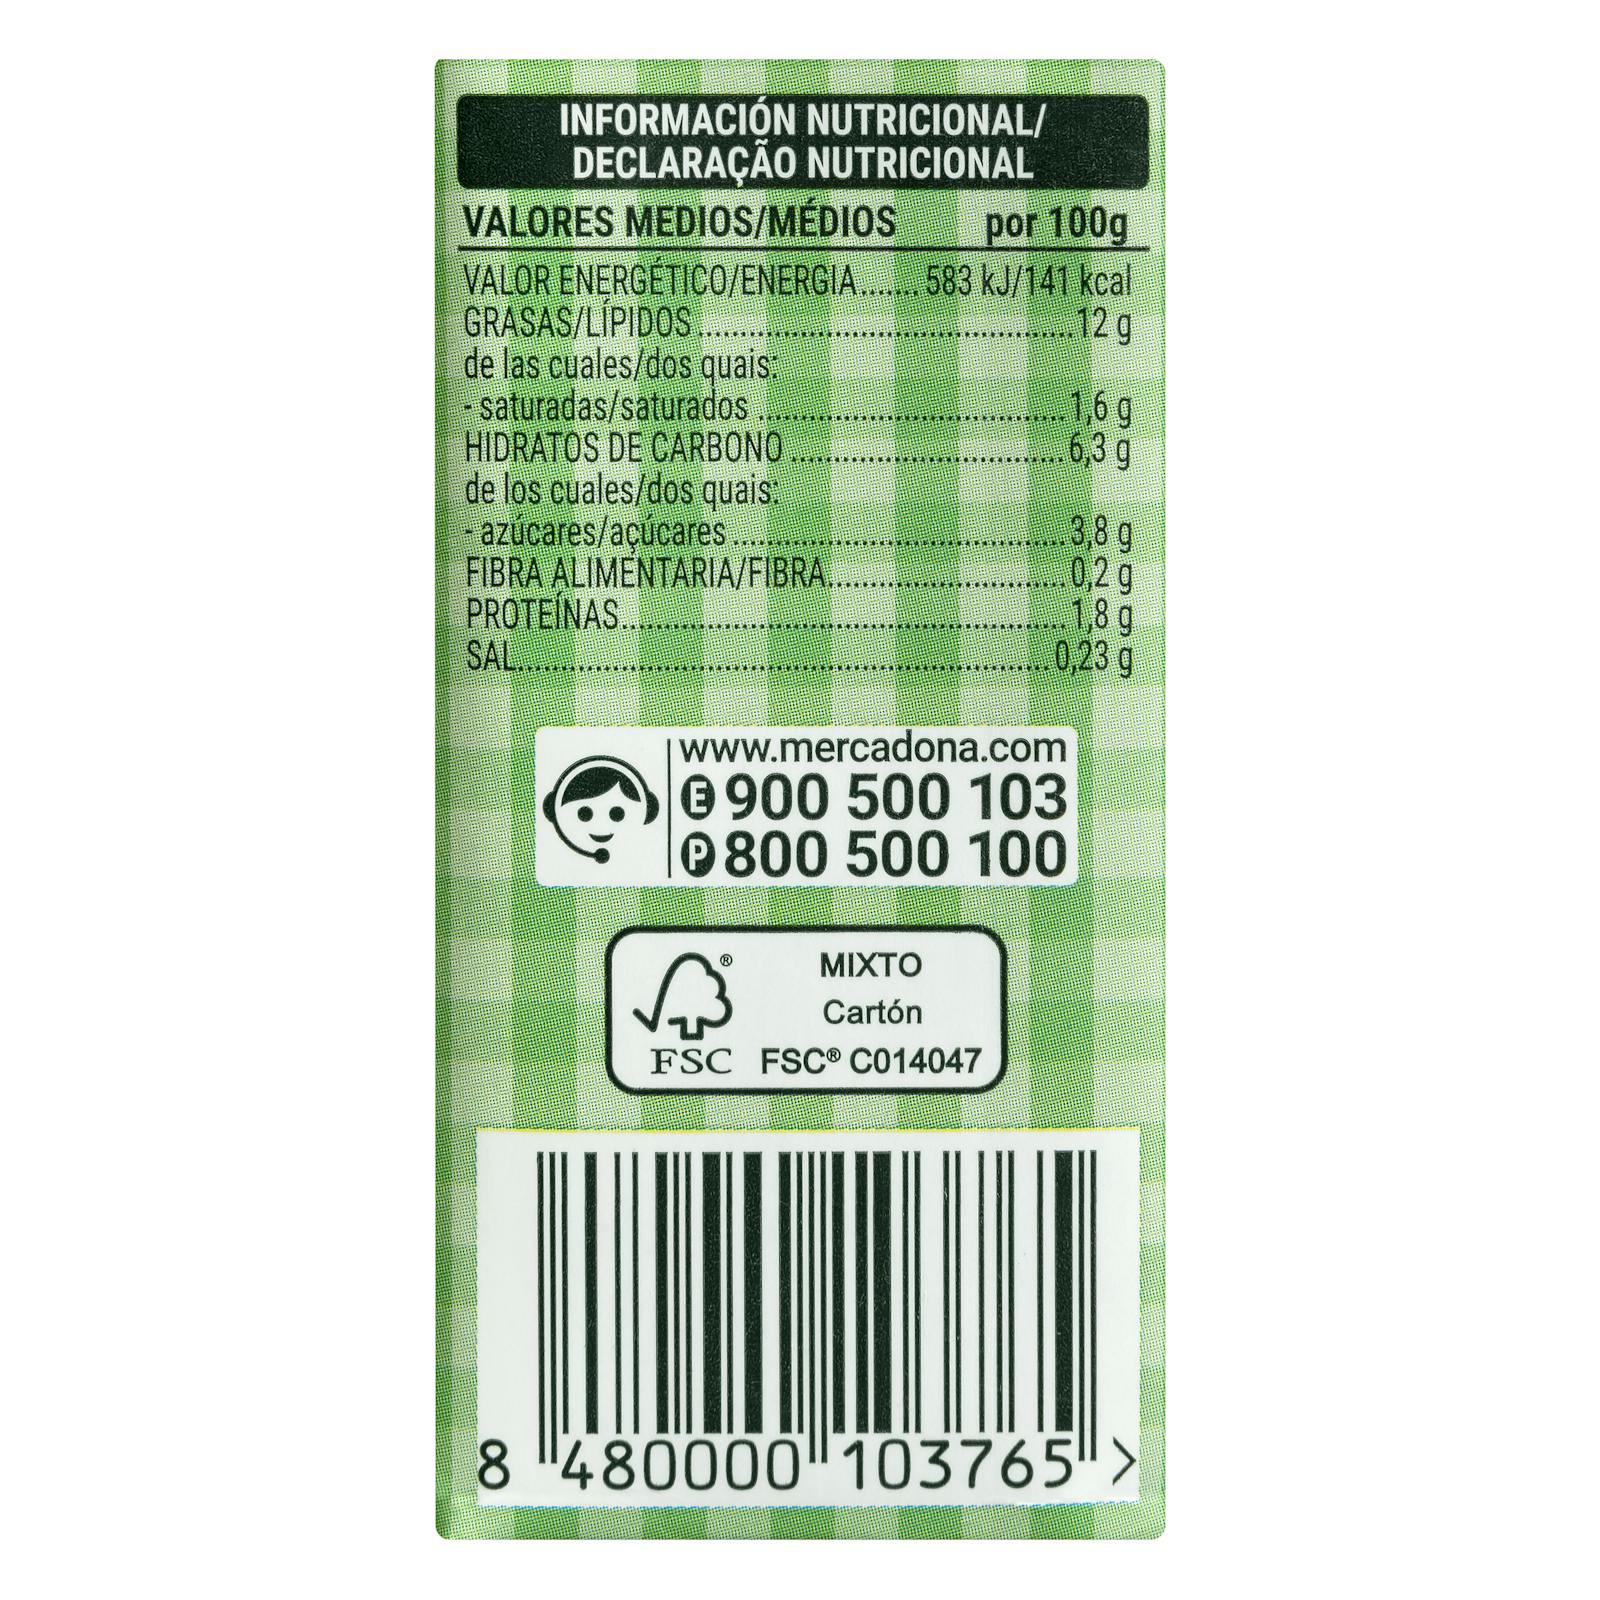 INFORMACIÓN NUTRICIONAL/
DECLARAÇÃO NUTRICIONAL
VALORES MEDIOS/MÉDIOS por 100g
VALOR ENERGÉTICO/ENERGIA....... 583 kJ/141 kcal
GRASAS/LÍPIDOS ............................................. 12 g
de las cuales/dos quais:
- saturadas/saturados .................................... 1,6 g
HIDRATOS DE CARBONO ................................ 6,3 g
de los cuales/dos quais:
- azúcares/açúcares ....................................... 3,8 g
FIBRA ALIMENTARIA/FIBRA............................ 0,2 g
PROTEÍNAS..................................................... 1,8 g
SAL............................................................... 0,23 g
www.mercadona.com
E 900 500 103
P 800 500 100
® MIXTO
Cartón
FSC FSC® C014047
8 480000 103765 >